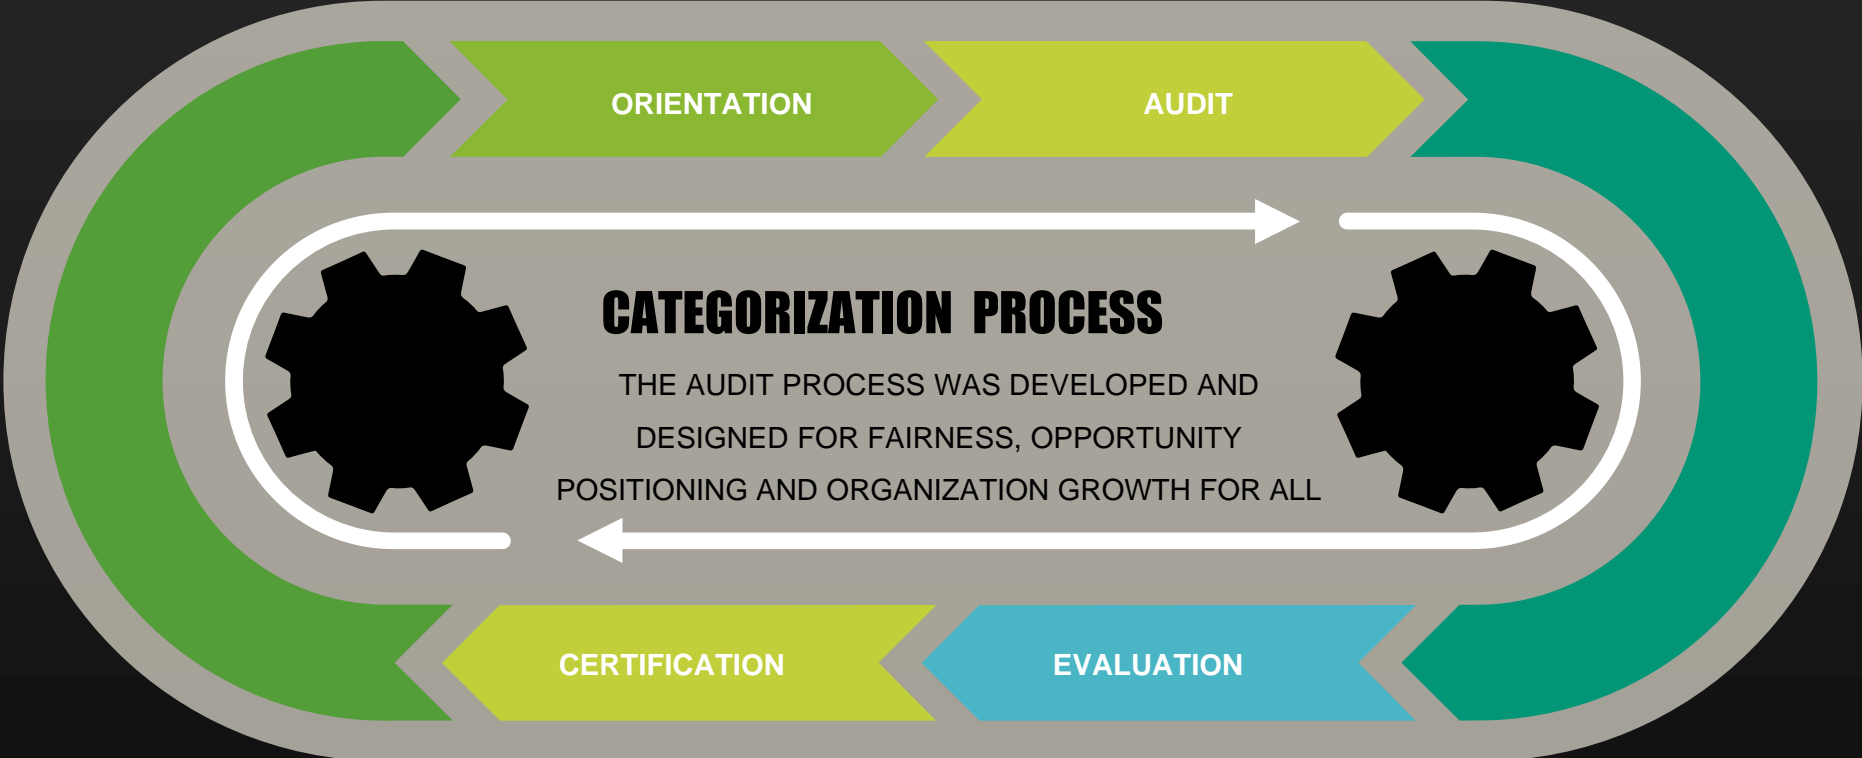 ORIENTATION
AUDIT
CATEGORIZATION PROCESS
THE AUDIT PROCESS WAS DEVELOPED AND
DESIGNED FOR FAIRNESS, OPPORTUNITY
POSITIONING AND ORGANIZATION GROWTH FOR ALL
CERTIFICATION
EVALUATION